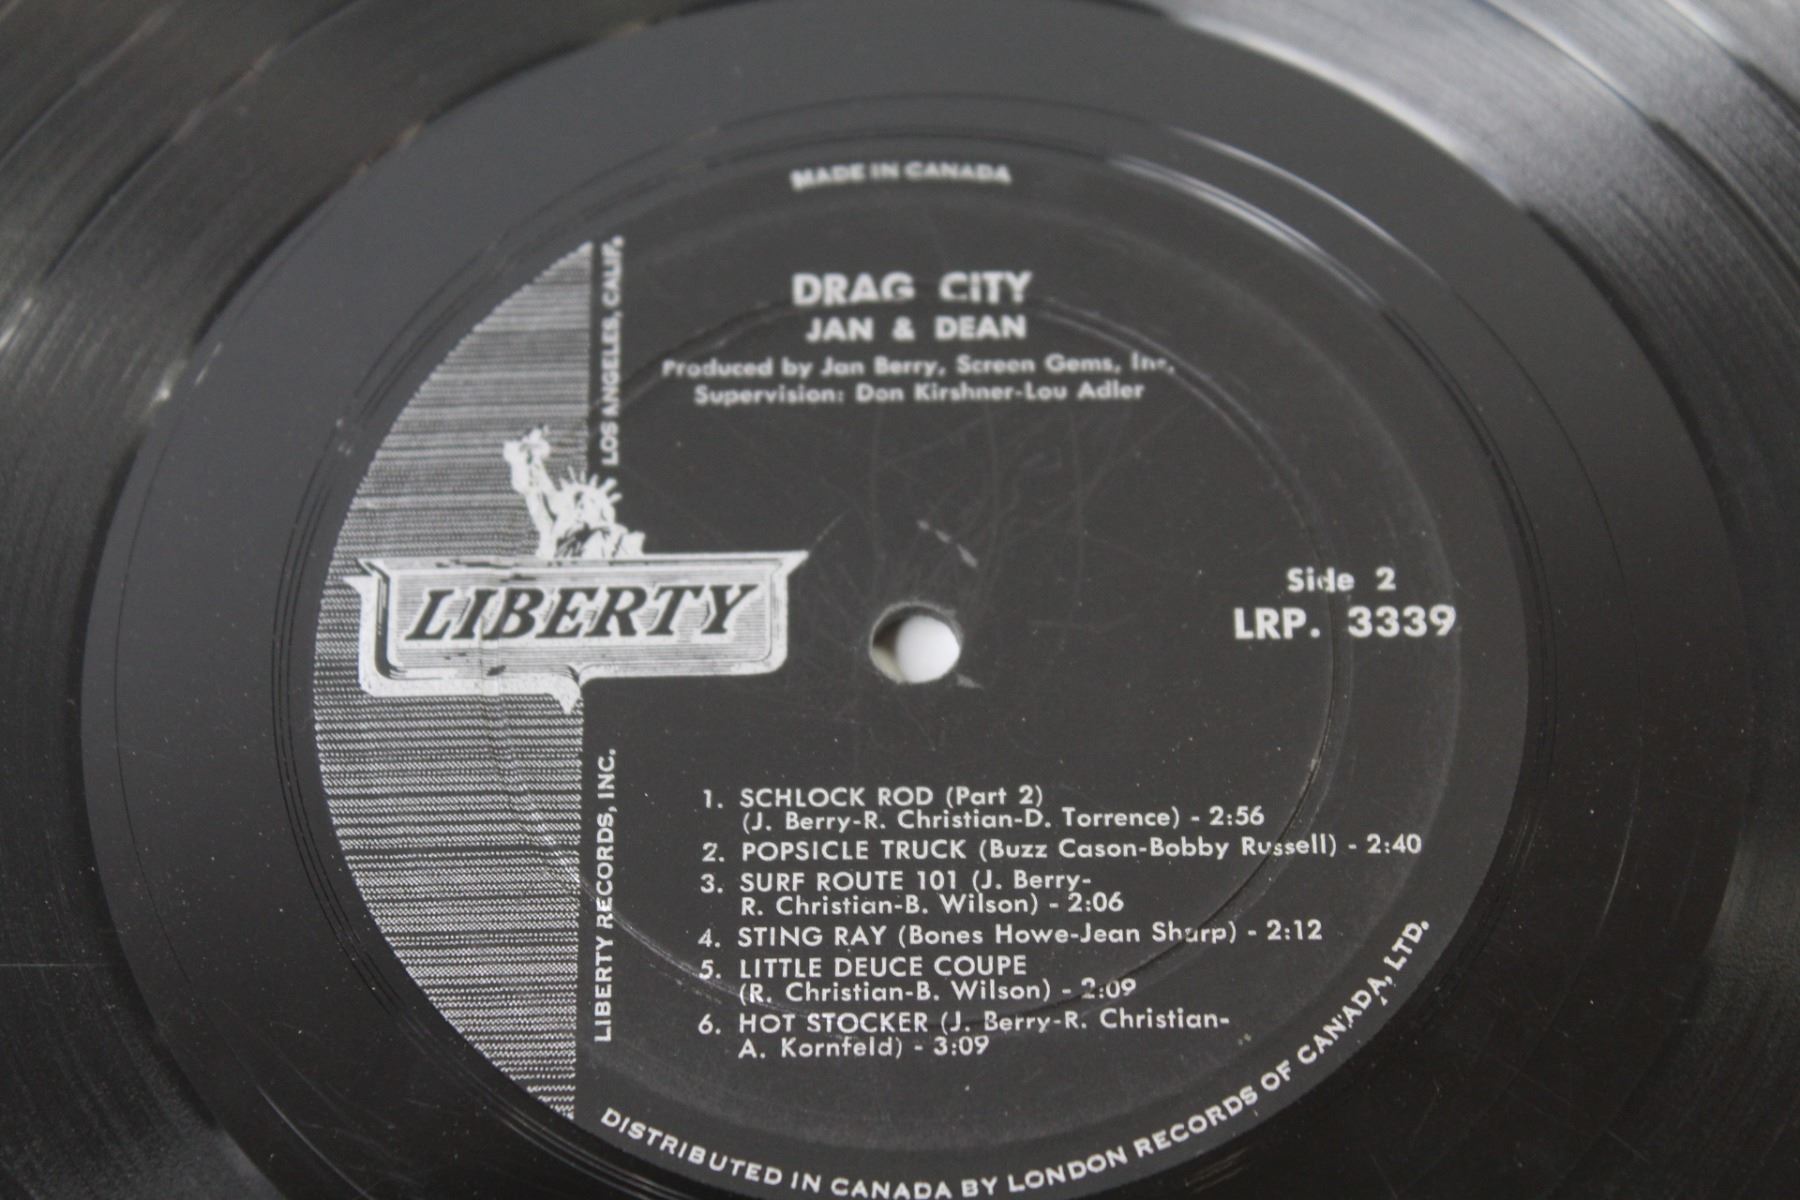 MADE IN CANADA
DRAG CITY
JAN & DEAN
Produced by Jan Berry, Screen Gems, Inc.
Supervision: Don Kirshner-Lou Adler
LOS ANGELES, CALIF.
LIBERTY
Side 2
LRP. 3339
LIBERTY RECORDS, INC.
1. SCHLOCK ROD (Part 2)
(J. Berry-R. Christian-D. Torrence) - 2:56
2. POPSICLE TRUCK (Buzz Cason-Bobby Russell) - 2:40
3. SURF ROUTE 101 (J. Berry-
R. Christian-B. Wilson) - 2:06
4. STING RAY (Bones Howe-Jean Sharp) - 2:12
5. LITTLE DEUCE COUPE
(R. Christian-B. Wilson) - 2:09
6. HOT STOCKER (J. Berry-R. Christian-
A. Kornfeld) - 3:09
DISTRIBUTED IN CANADA BY LONDON RECORDS OF CANADA, LTD.